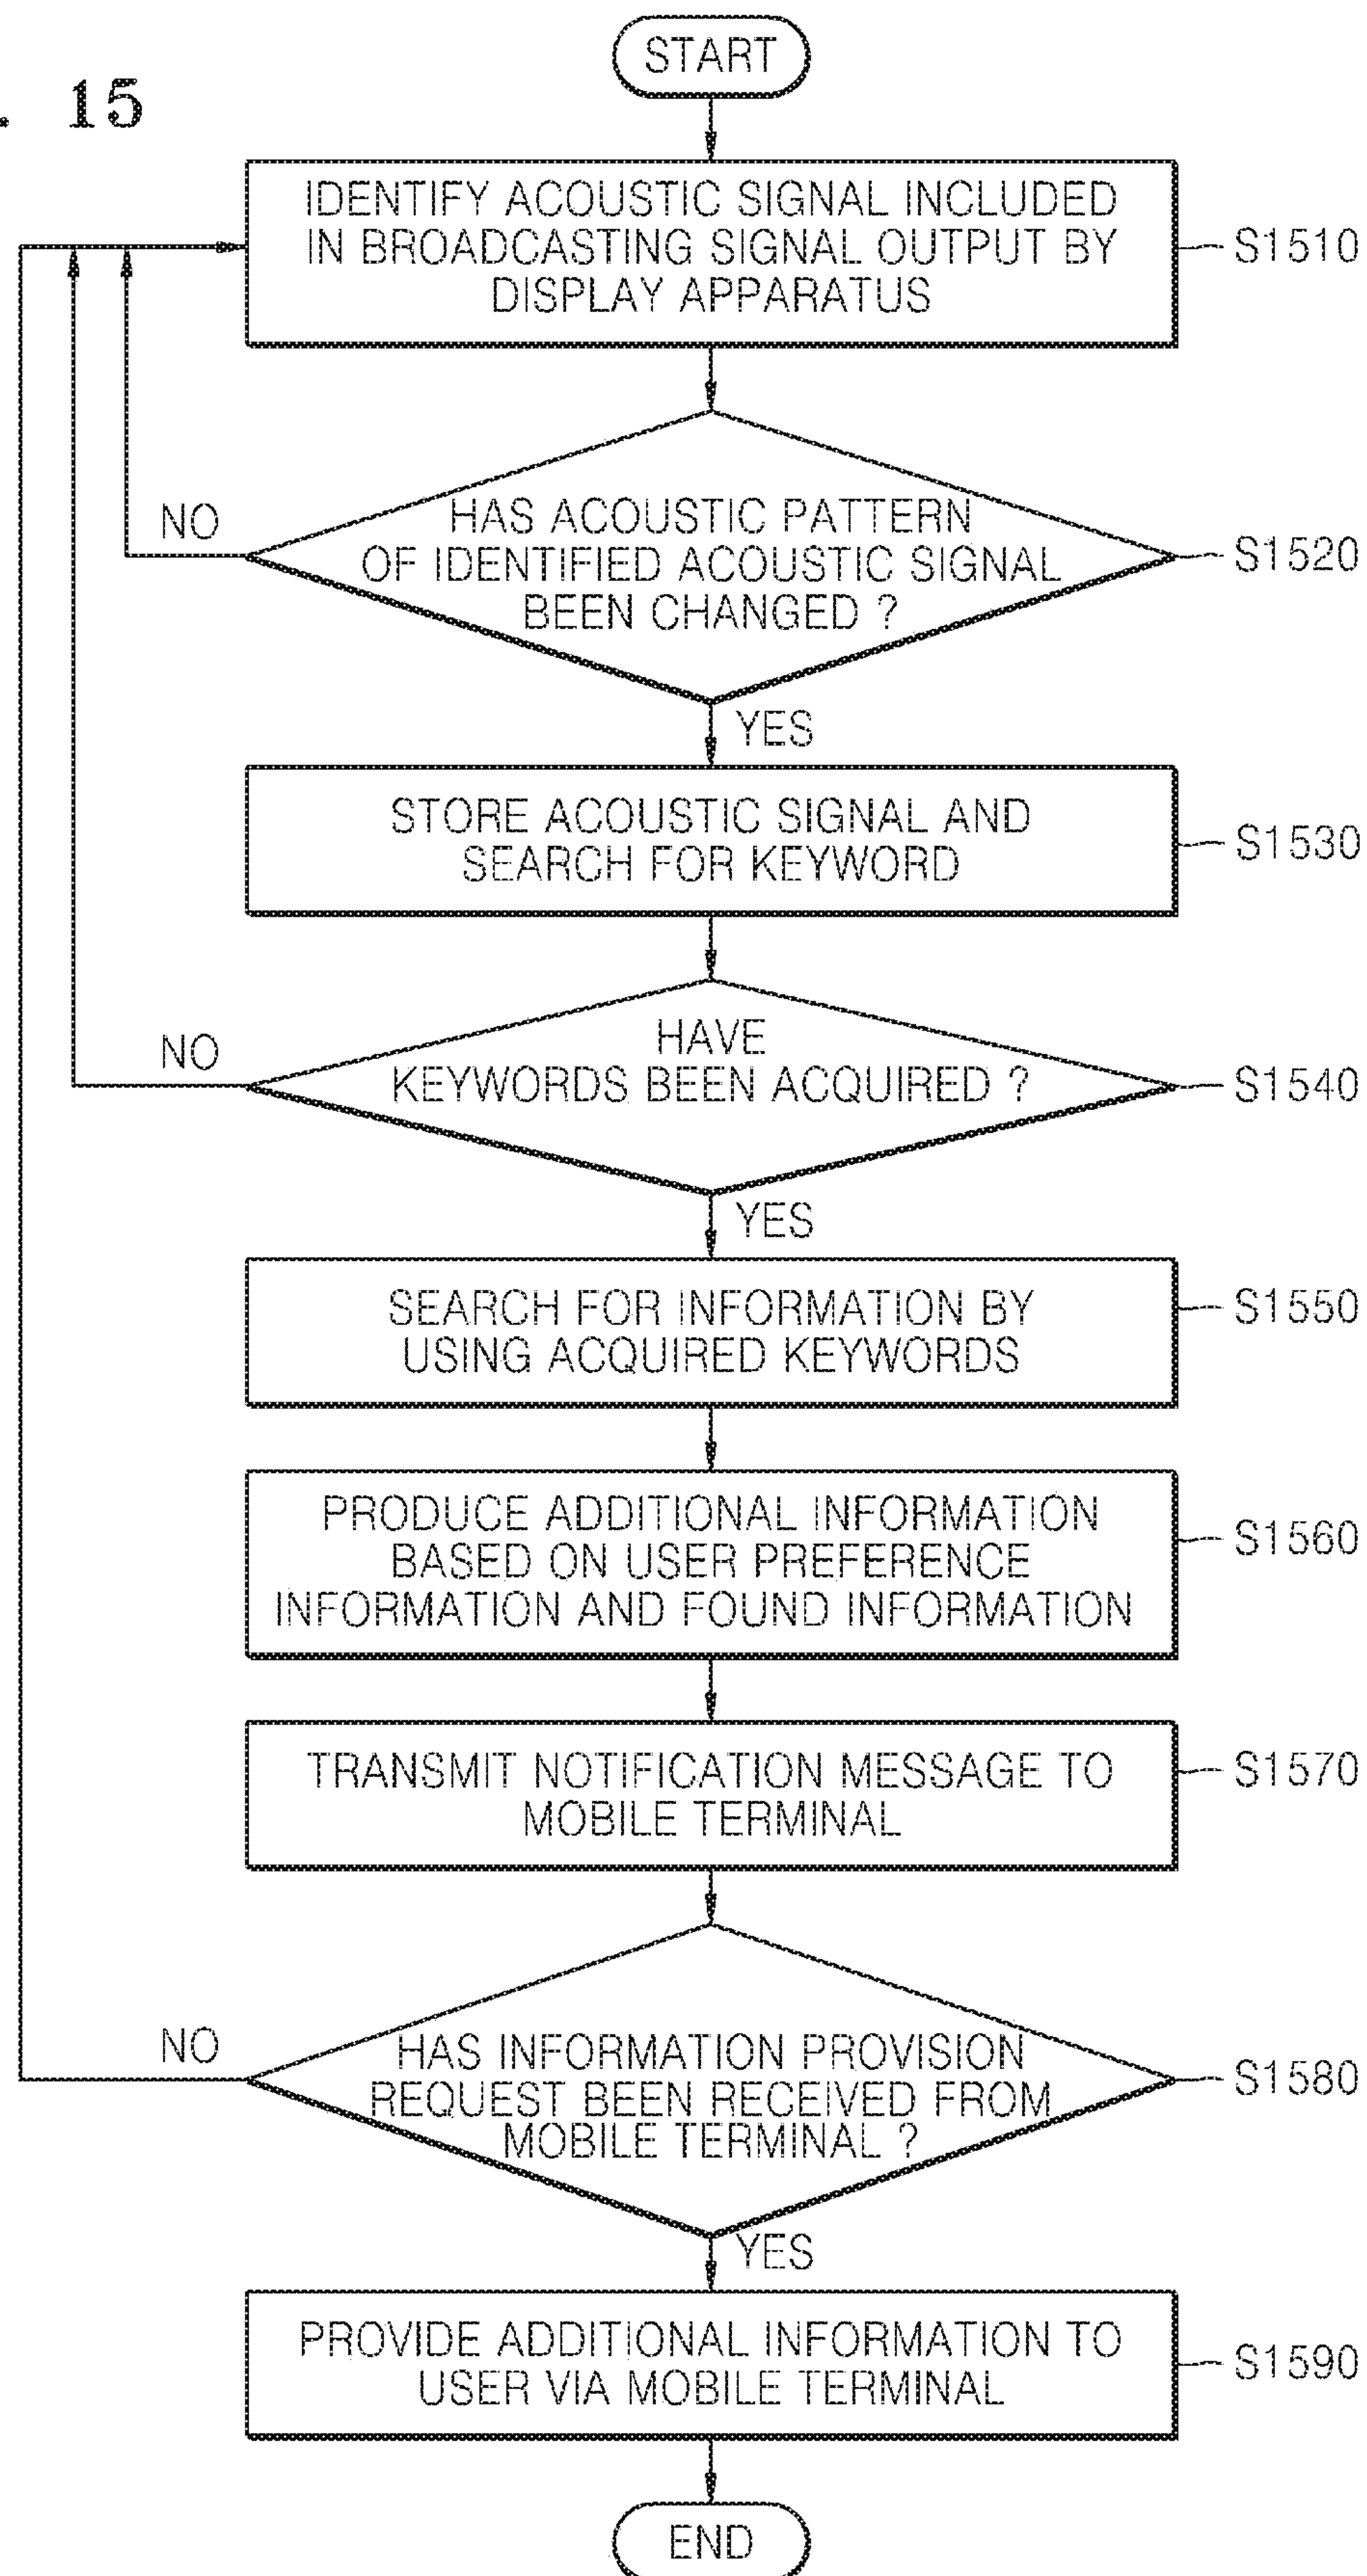 . 15
START
IDENTIFY ACOUSTIC SIGNAL INCLUDED
IN BROADCASTING SIGNAL OUTPUT BY
DISPLAY APPARATUS
S1510
HAS ACOUSTIC PATTERN
OF IDENTIFIED ACOUSTIC SIGNAL
BEEN CHANGED ?
S1520
NO
YES
STORE ACOUSTIC SIGNAL AND
SEARCH FOR KEYWORD
S1530
HAVE
KEYWORDS BEEN ACQUIRED ?
S1540
NO
YES
SEARCH FOR INFORMATION BY
USING ACQUIRED KEYWORDS
S1550
PRODUCE ADDITIONAL INFORMATION
BASED ON USER PREFERENCE
INFORMATION AND FOUND INFORMATION
S1560
TRANSMIT NOTIFICATION MESSAGE TO
MOBILE TERMINAL
S1570
HAS INFORMATION PROVISION
REQUEST BEEN RECEIVED FROM
MOBILE TERMINAL ?
S1580
NO
YES
PROVIDE ADDITIONAL INFORMATION TO
USER VIA MOBILE TERMINAL
S1590
END